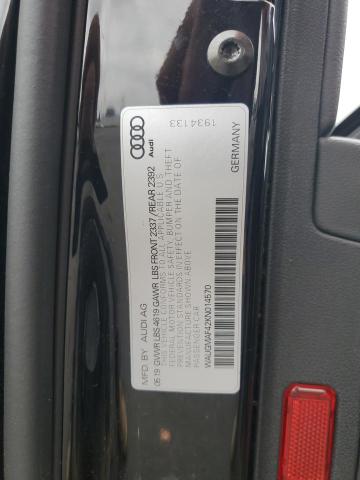 Audi
1934133
GERMANY
MFD BY AUDI AG
05 19 GVWR LBS 4619 GAWR LBS FRONT 2337 /REAR 2392
THIS VEHICLE CONFORMS TO ALL APPLICABLE U.S.
FEDERAL MOTOR VEHICLE SAFETY, BUMPER AND THEFT
PREVENTION STANDARDS IN EFFECT ON THE DATE OF
MANUFACTURE SHOWN ABOVE.
PASSENGER CAR
WAUGMAF42KN014570